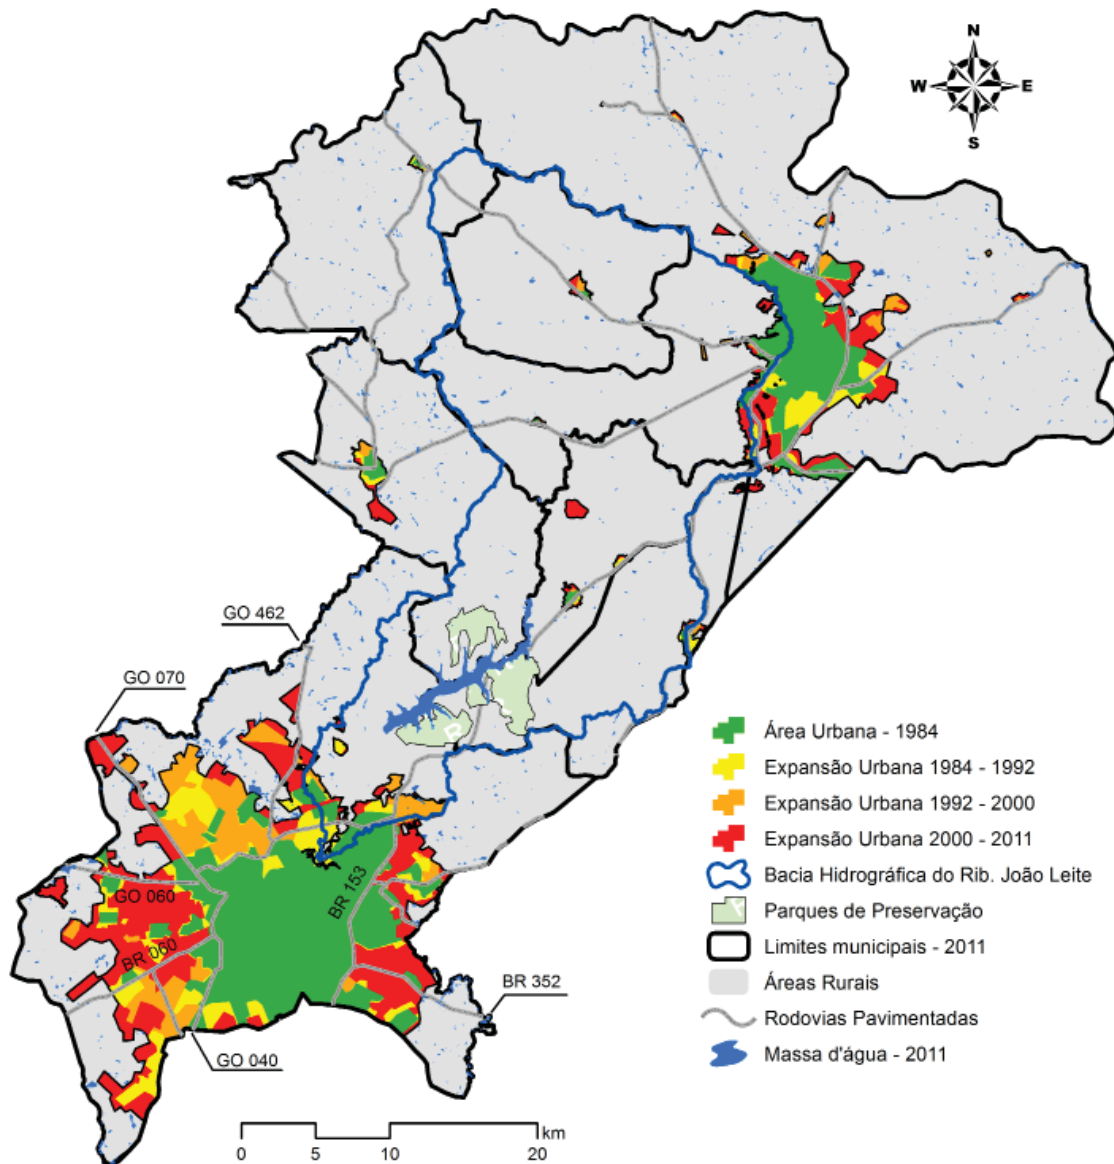 N
W E
S
GO 462
GO 070
GO 060
BR 153
BR 060
BR 352
GO 040
Área Urbana - 1984
Expansão Urbana 1984 - 1992
Expansão Urbana 1992 - 2000
Expansão Urbana 2000 - 2011
Bacia Hidrográfica do Rib. João Leite
Parques de Preservação
Limites municipais - 2011
Áreas Rurais
Rodovias Pavimentadas
Massa d'água - 2011
km
0 5 10 20